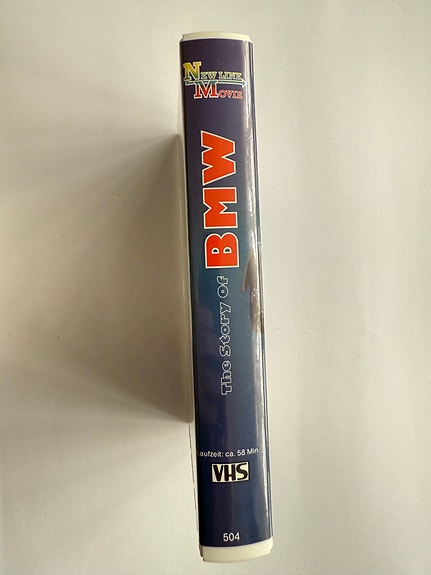 New Line
Movie
The Story Of BMW
Laufzeit: ca. 58 Min.
VHS
504